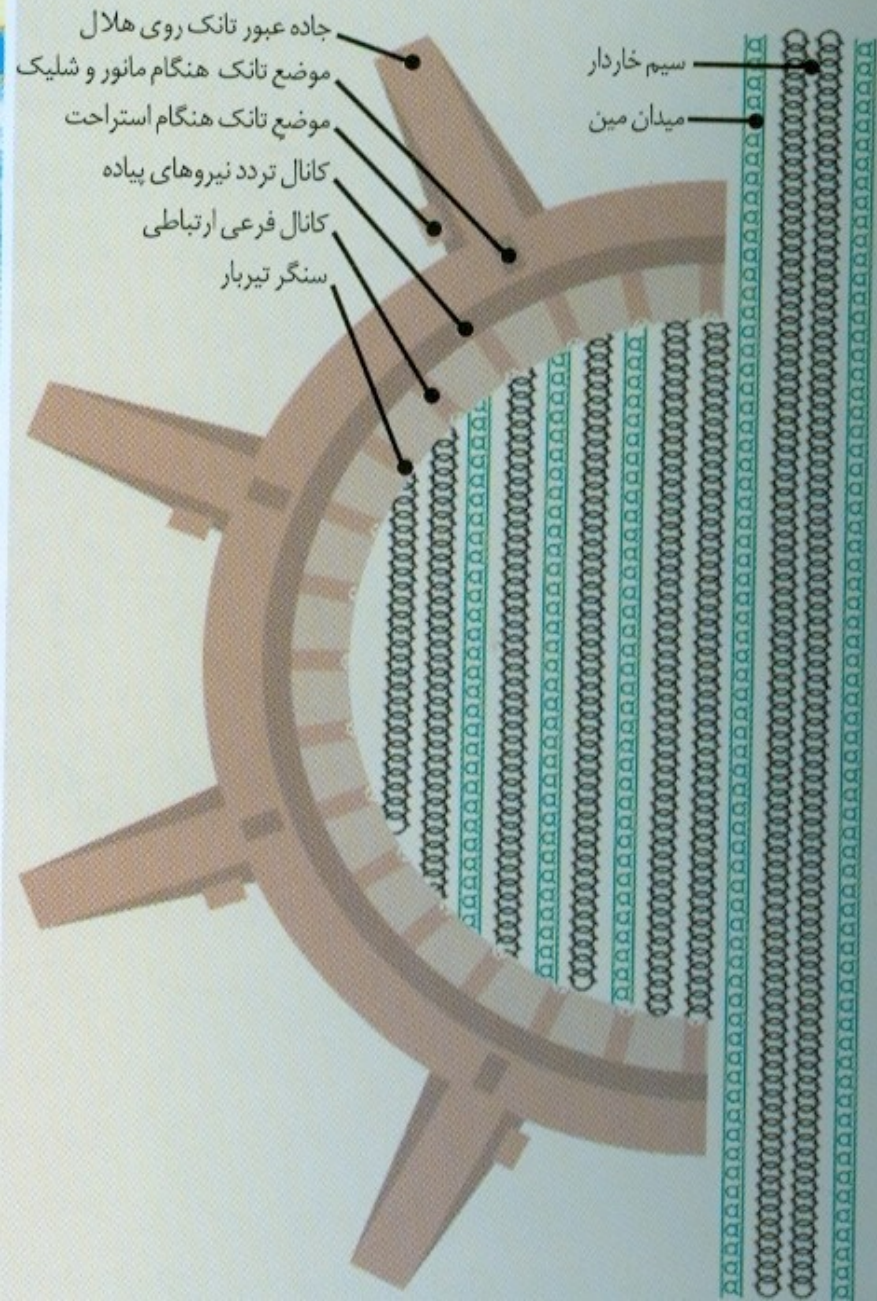 سیم خاردار
میدان مین
جاده عبور تانک روی هلال
موضع تانک هنگام مانور و شلیک
موضعِ تانک هنگام استراحت
کانال تردد نیروهای پیاده
کانال فرعی ارتباطی
سنگر تیربار